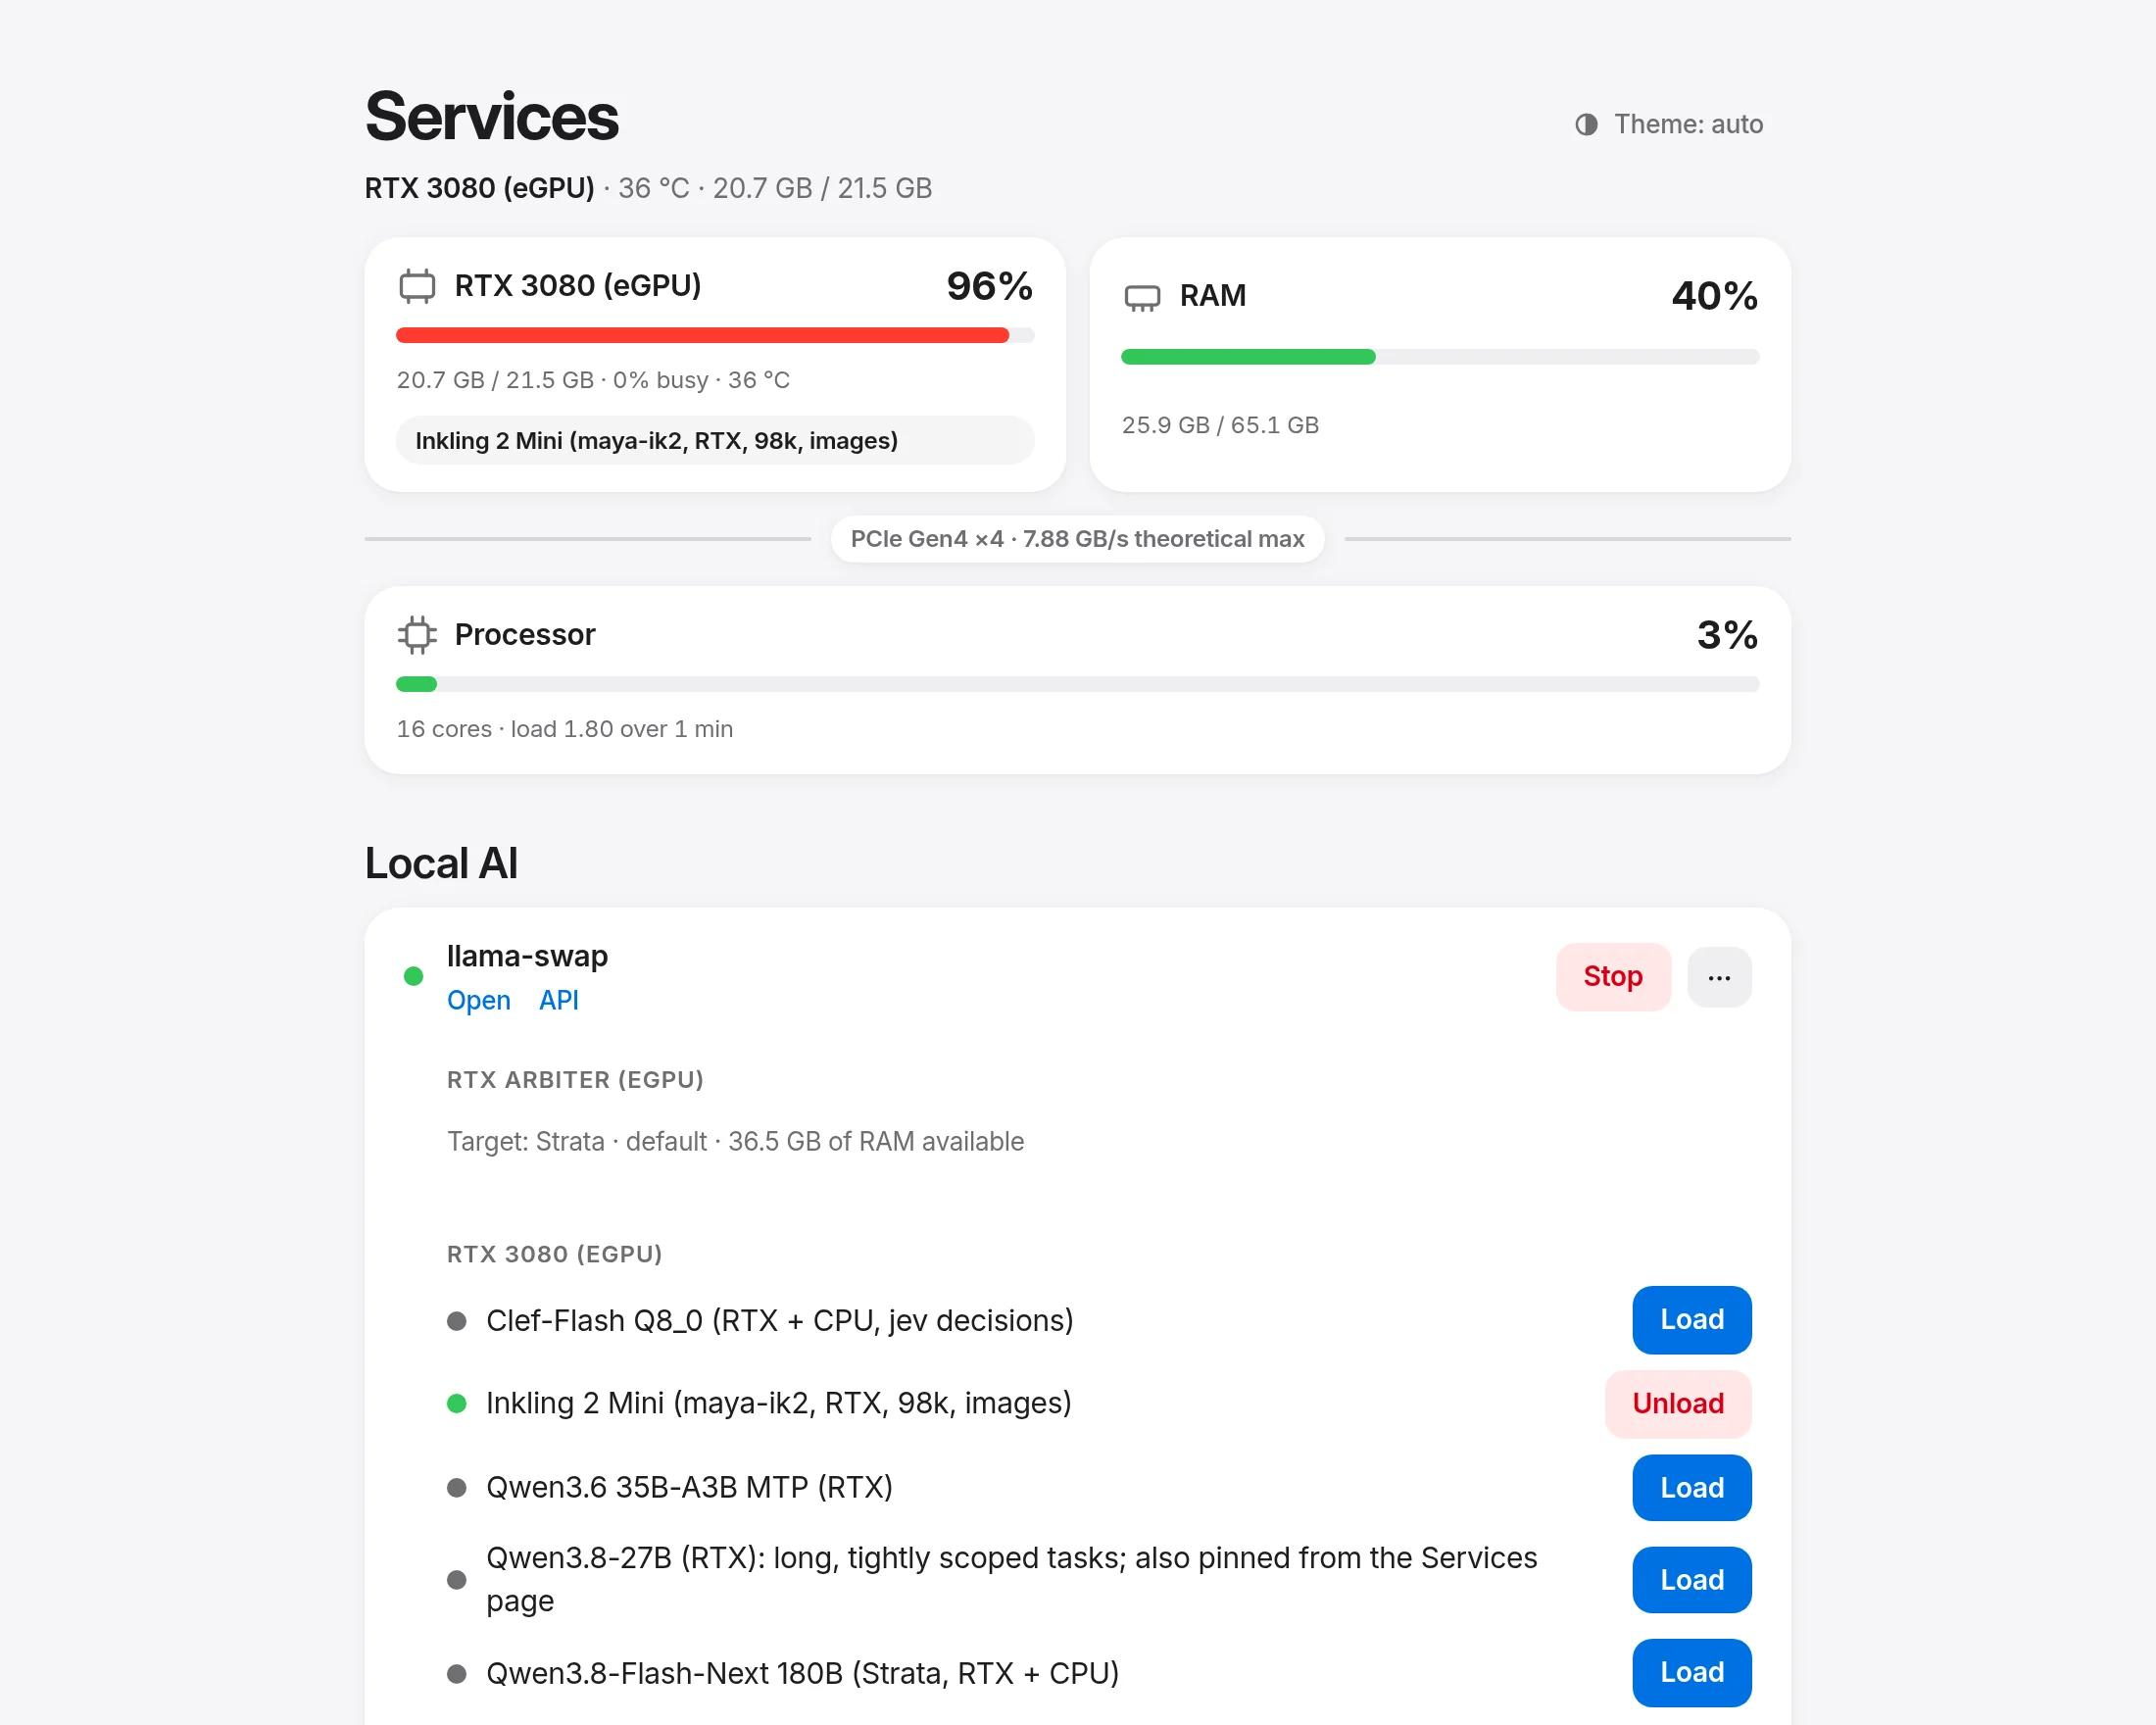 Services
Theme: auto
RTX 3080 (eGPU) · 36 °C · 20.7 GB / 21.5 GB
RTX 3080 (eGPU)
96%
20.7 GB / 21.5 GB · 0% busy · 36 °C
Inkling 2 Mini (maya-ik2, RTX, 98k, images)
RAM
40%
25.9 GB / 65.1 GB
PCIe Gen4 ×4 · 7.88 GB/s theoretical max
Processor
3%
16 cores · load 1.80 over 1 min
Local AI
llama-swap
Open API
Stop
...
RTX ARBITER (EGPU)
Target: Strata · default · 36.5 GB of RAM available
RTX 3080 (EGPU)
Clef-Flash Q8_0 (RTX + CPU, jev decisions)
Load
Inkling 2 Mini (maya-ik2, RTX, 98k, images)
Unload
Qwen3.6 35B-A3B MTP (RTX)
Load
Qwen3.8-27B (RTX): long, tightly scoped tasks; also pinned from the Services
page
Load
Qwen3.8-Flash-Next 180B (Strata, RTX + CPU)
Load